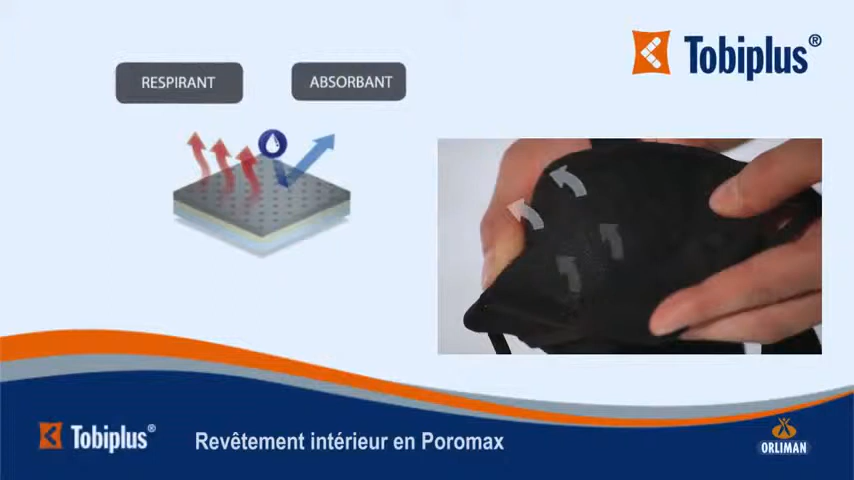 Tobiplus®
RESPIRANT
ABSORBANT
Tobiplus®
Revêtement intérieur en Poromax
ORLIMAN